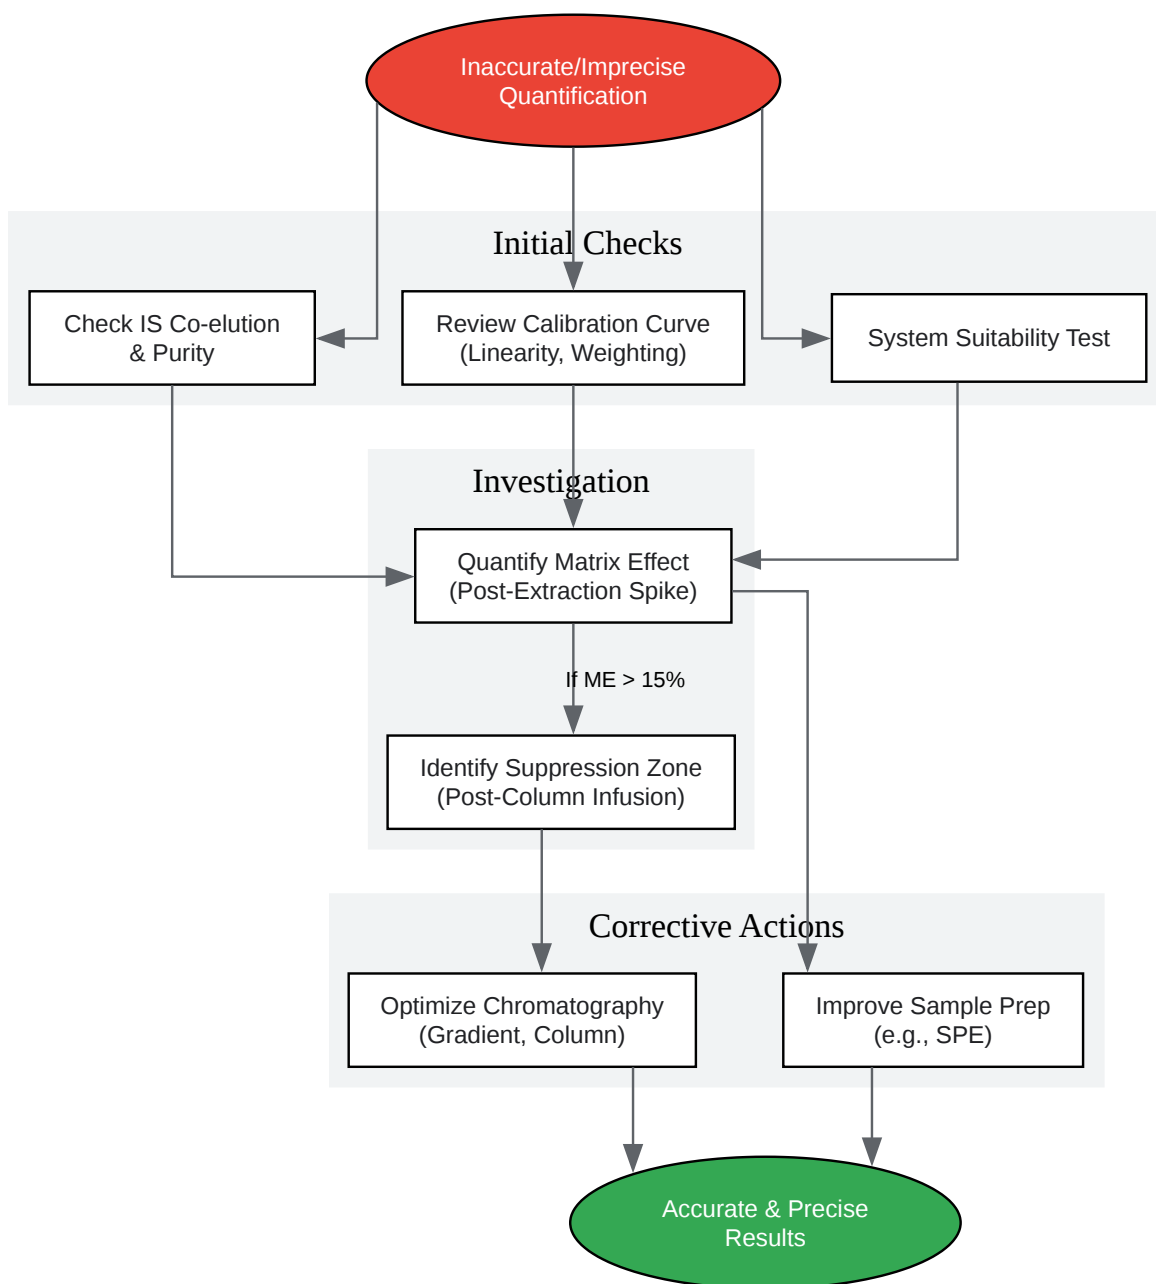 Inaccurate/Imprecise
Quantification
Initial Checks
Check IS Co-elution
& Purity
Review Calibration Curve
(Linearity, Weighting)
System Suitability Test
Investigation
Quantify Matrix Effect
(Post-Extraction Spike)
If ME > 15%
Identify Suppression Zone
(Post-Column Infusion)
Corrective Actions
Optimize Chromatography
(Gradient, Column)
Improve Sample Prep
(e.g., SPE)
Accurate & Precise
Results